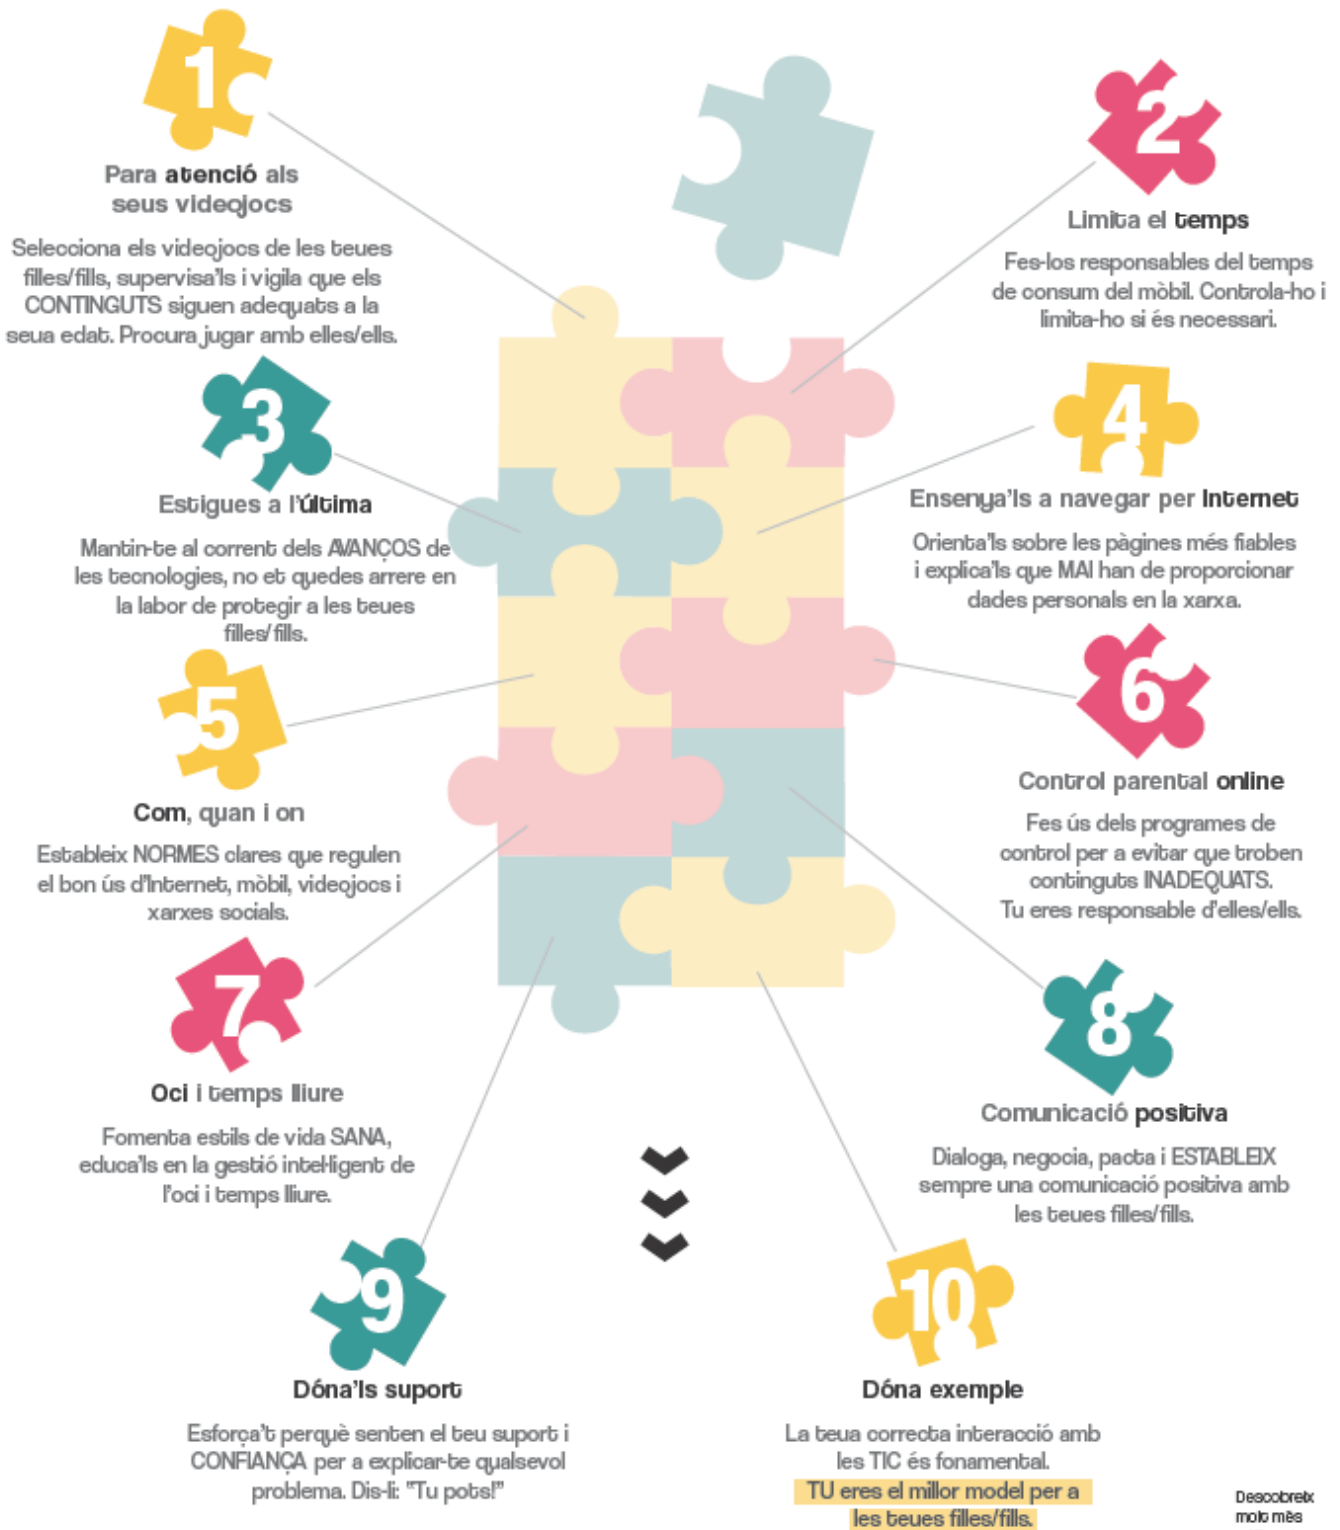 1
Para atenció als
seus videojocs
Selecciona els videojocs de les teues
filles/fills, supervisa'ls i vigila que els
CONTINGUTS siguen adequats a la
seua edat. Procura jugar amb elles/ells.
2
Limita el temps
Fes-los responsables del temps
de consum del mòbil. Controla-ho i
limita-ho si és necessari.
3
Estigues a l'última
Mantin-te al corrent dels AVANÇOS de
les tecnologies, no et quedes arrere en
la labor de protegir a les teues
filles/fills.
4
Ensenya'ls a navegar per Internet
Orienta'ls sobre les pàgines més fiables
i explica'ls que MAI han de proporcionar
dades personals en la xarxa.
5
Com, quan i on
Estableix NORMES clares que regulen
el bon ús d'Internet, mòbil, videojocs i
xarxes socials.
6
Control parental online
Fes ús dels programes de
control per a evitar que troben
continguts INADEQUATS.
Tu eres responsable d'elles/ells.
7
Oci i temps lliure
Fomenta estils de vida SANA,
educa'ls en la gestió intel·ligent de
l'oci i temps lliure.
8
Comunicació positiva
Dialoga, negocia, pacta i ESTABLEIX
sempre una comunicació positiva amb
les teues filles/fills.
9
Dóna'ls suport
Esforça't perquè senten el teu suport i
CONFIANÇA per a explicar-te qualsevol
problema. Dis-li: "Tu pots!"
10
Dóna exemple
La teua correcta interacció amb
les TIC és fonamental.
TU eres el millor model per a
les teues filles/fills.
Descobreix
molt mès